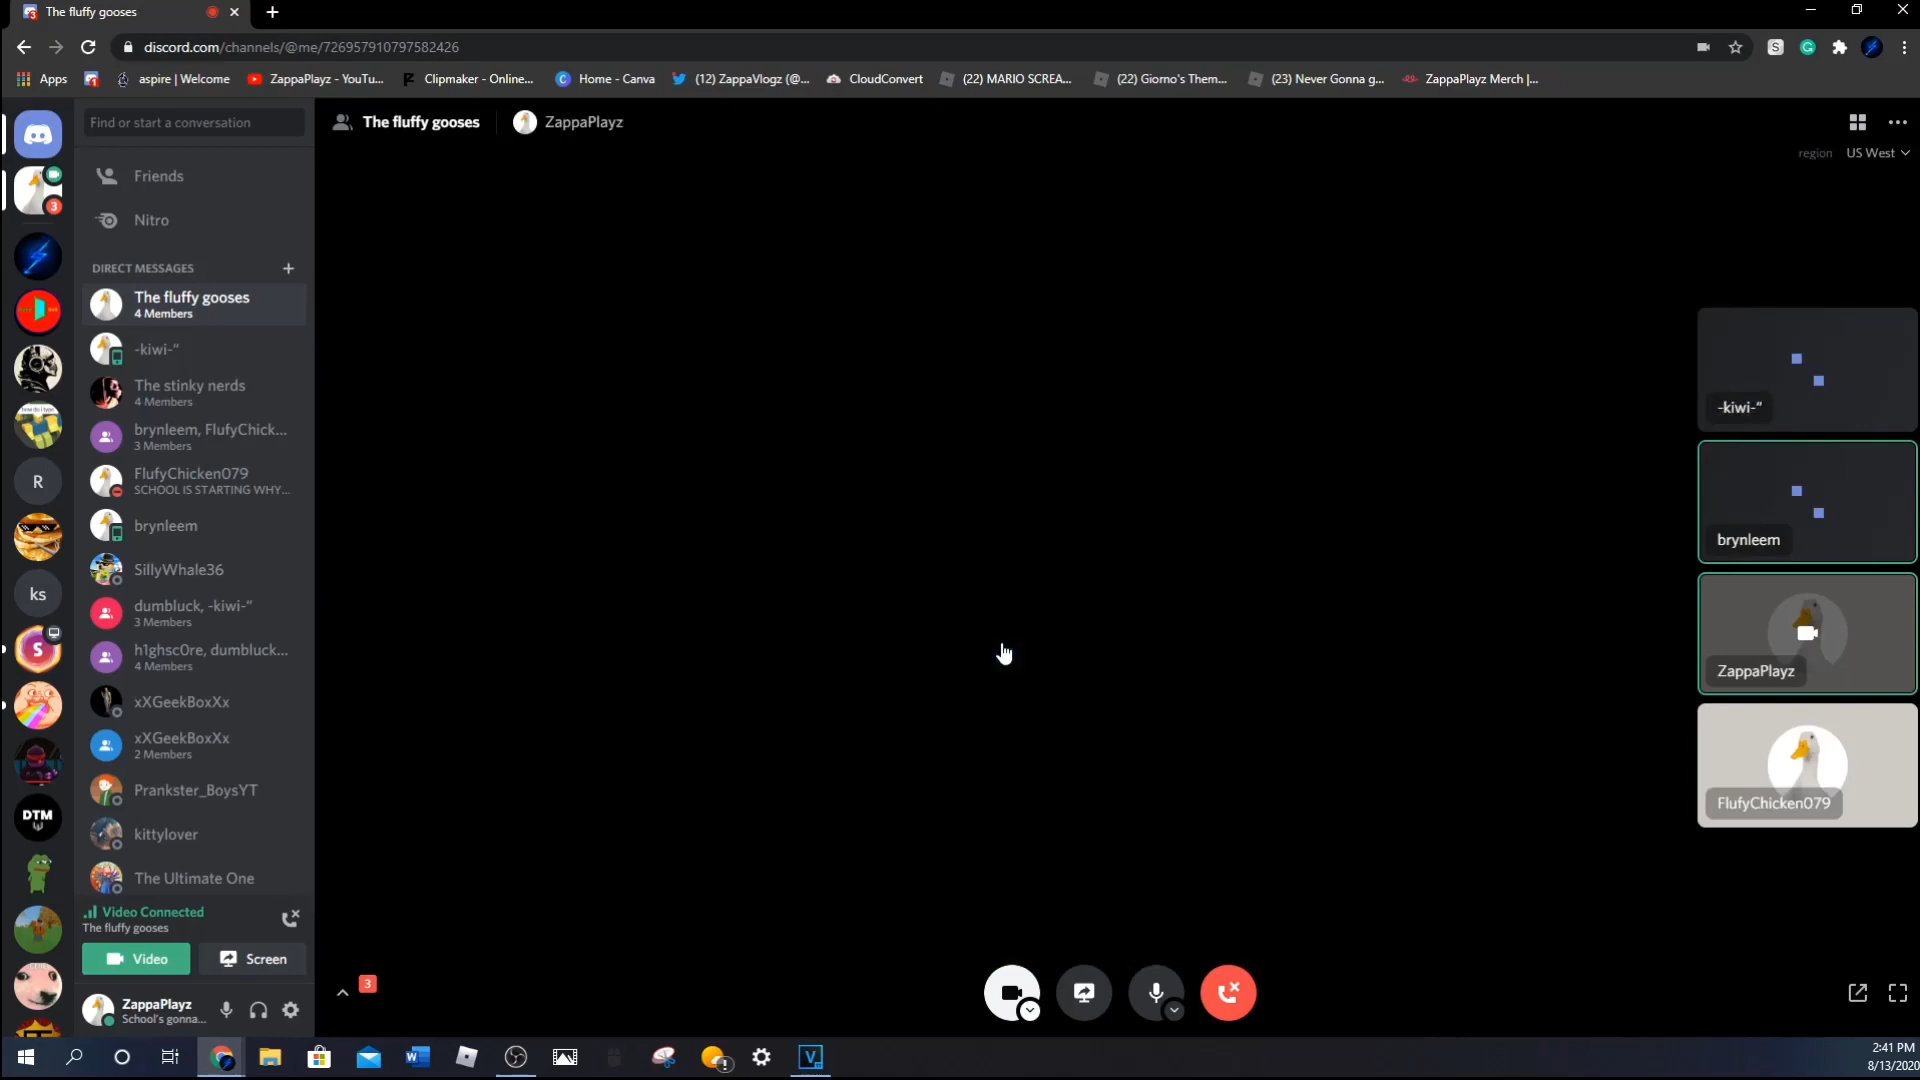 The fluffy gooses
discord.com/channels/@me/726957910797582426
Apps
aspire | Welcome
ZappaPlayz - YouTu...
Clipmaker - Online...
Home - Canva
(12) ZappaVlogz (@...
CloudConvert
(22) MARIO SCREA...
(22) Giorno's Them...
(23) Never Gonna g...
ZappaPlayz Merch |...
Find or start a conversation
The fluffy gooses
ZappaPlayz
region US West
Friends
Nitro
DIRECT MESSAGES
The fluffy gooses
4 Members
-kiwi-“
The stinky nerds
4 Members
brynleem, FlufyChick...
3 Members
FlufyChicken079
SCHOOL IS STARTING WHY...
brynleem
SillyWhale36
dumbluck, -kiwi-“
3 Members
h1ghsc0re, dumbluck...
4 Members
xXGeekBoxXx
xXGeekBoxXx
2 Members
Prankster_BoysYT
kittylover
The Ultimate One
Video Connected
The fluffy gooses
Video
Screen
ZappaPlayz
School's gonna...
3
R
ks
S
DTM
-kiwi-“
brynleem
ZappaPlayz
FlufyChicken079
3
2:41 PM
8/13/2020